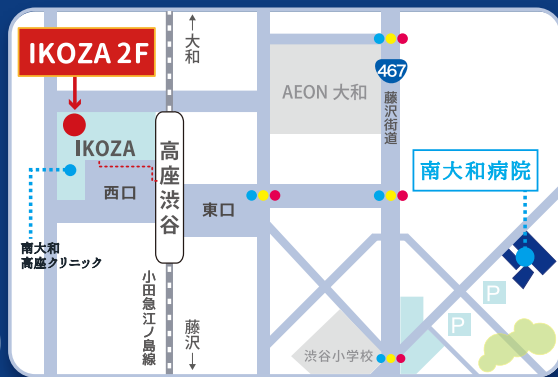 ←大和
IKOZA 2F
467
AEON 大和
藤沢街道
IKOZA
高座渋谷
南大和病院
西口
東口
南大和
高座クリニック
小田急江ノ島線
P
P
藤沢→
渋谷小学校